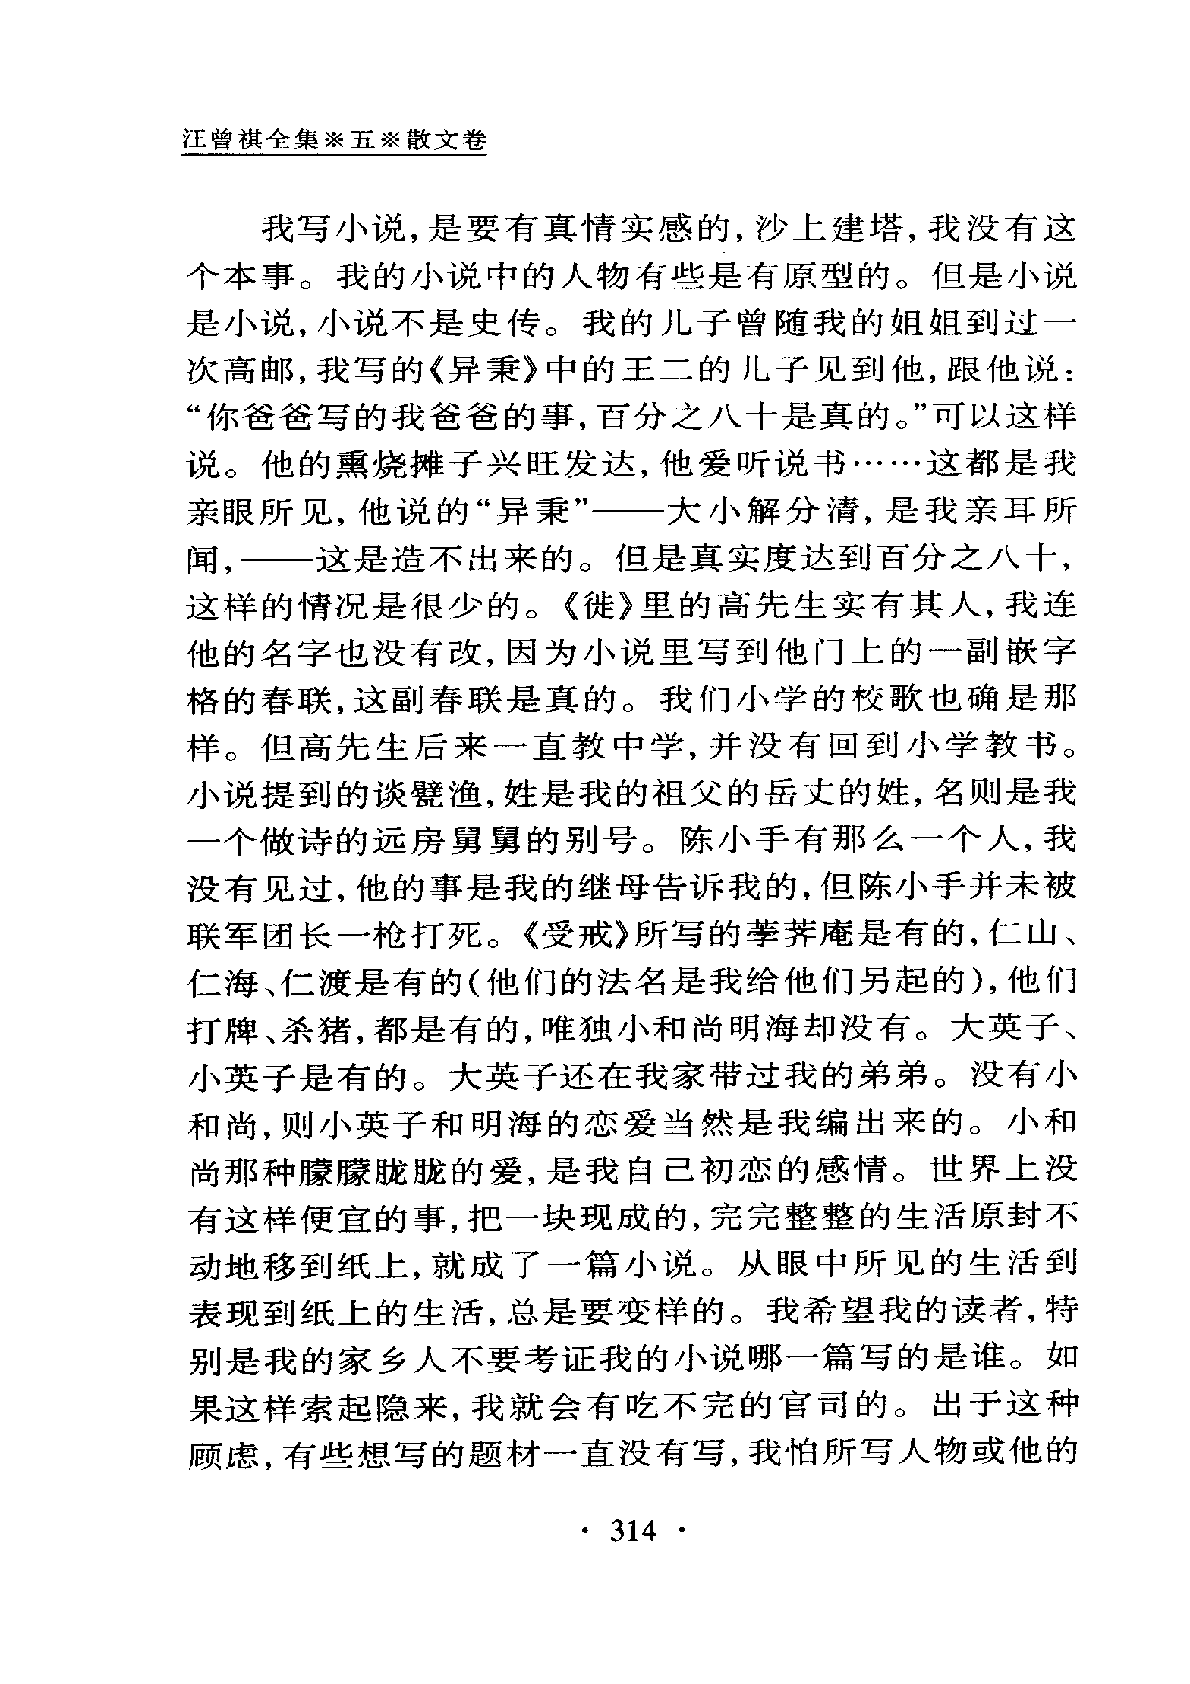 汪曾祺全集※五※散文卷
我写小说,是要有真情实感的,沙上建塔,我没有这
个本事。我的小说中的人物有些是有原型的。但是小说
是小说,小说不是史传。我的儿子曾随我的姐姐到过一
次高邮,我写的《异秉》中的王二的儿子见到他,跟他说:
“你爸爸写的我爸爸的事,百分之八十是真的。”可以这样
说。他的熏烧摊子兴旺发达,他爱听说书……这都是我
亲眼所见,他说的“异秉”——大小解分清,是我亲耳所
闻,——这是造不出来的。但是真实度达到百分之八十,
这样的情况是很少的。《徙》里的高先生实有其人,我连
他的名字也没有改,因为小说里写到他门上的一副嵌字
格的春联,这副春联是真的。我们小学的校歌也确是那
样。但高先生后来一直教中学,并没有回到小学教书。
小说提到的谈甓渔,姓是我的祖父的岳丈的姓,名则是我
一个做诗的远房舅舅的别号。陈小手有那么一个人,我
没有见过,他的事是我的继母告诉我的,但陈小手并未被
联军团长一枪打死。《受戒》所写的荸荠庵是有的,仁山、
仁海、仁渡是有的(他们的法名是我给他们另起的),他们
打牌、杀猪,都是有的,唯独小和尚明海却没有。大英子、
小英子是有的。大英子还在我家带过我的弟弟。没有小
和尚,则小英子和明海的恋爱当然是我编出来的。小和
尚那种朦朦胧胧的爱,是我自己初恋的感情。世界上没
有这样便宜的事,把一块现成的,完完整整的生活原封不
动地移到纸上,就成了一篇小说。从眼中所见的生活到
表现到纸上的生活,总是要变样的。我希望我的读者,特
别是我的家乡人不要考证我的小说哪一篇写的是谁。如
果这样索起隐来,我就会有吃不完的官司的。出于这种
顾虑,有些想写的题材一直没有写,我怕所写人物或他的
· 314 ·